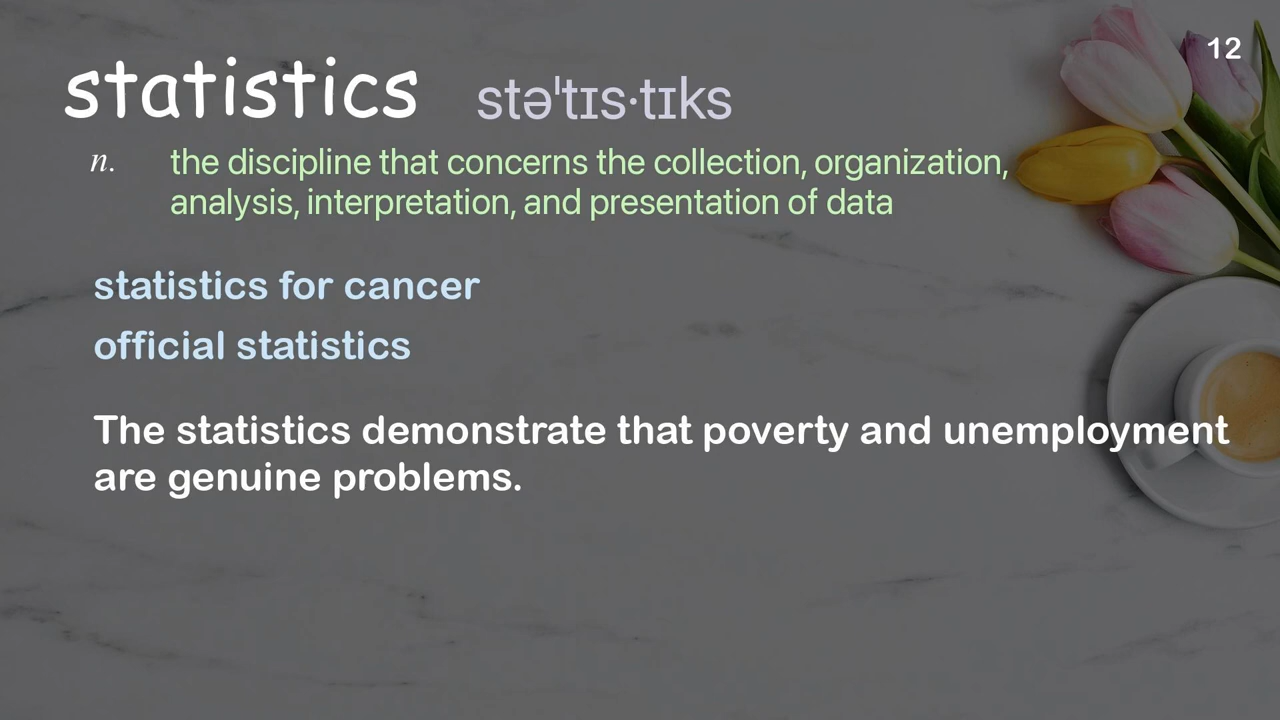 12
statistics stəˈtɪs·tɪks
n. the discipline that concerns the collection, organization,
analysis, interpretation, and presentation of data
statistics for cancer
official statistics
The statistics demonstrate that poverty and unemployment
are genuine problems.